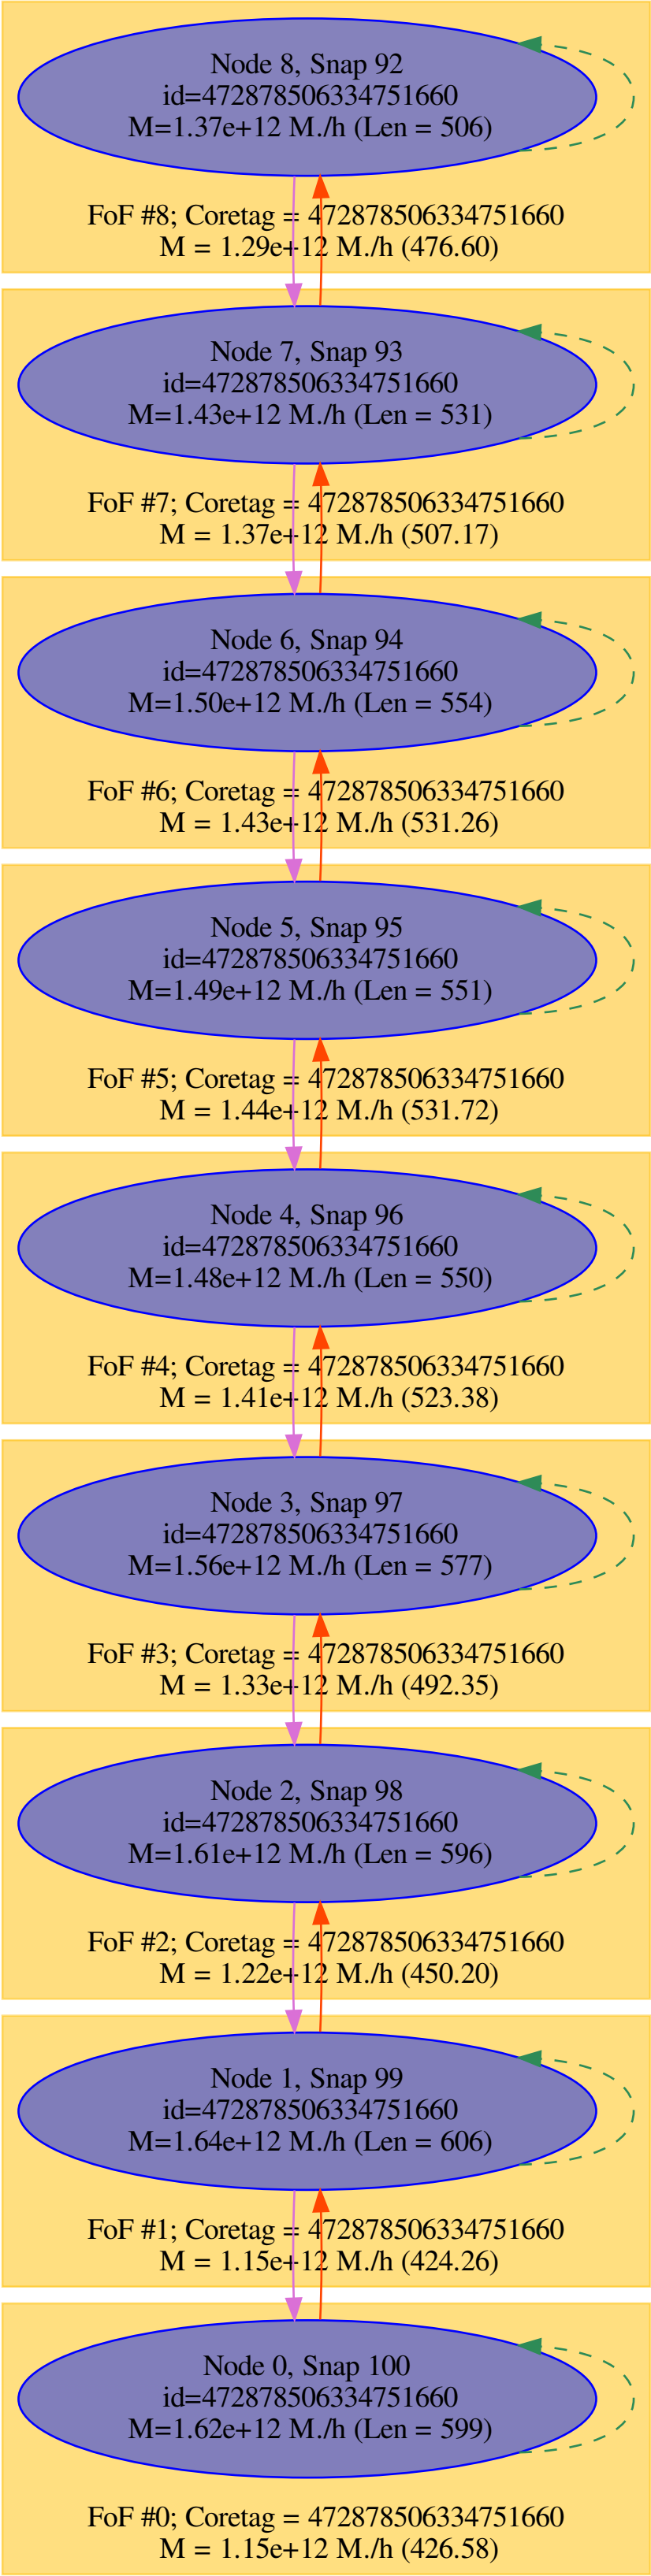 Node 8, Snap 92
id=472878506334751660
M=1.37e+12 M./h (Len = 506)
FoF #8; Coretag = 472878506334751660
M = 1.29e+12 M./h (476.60)
Node 7, Snap 93
id=472878506334751660
M=1.43e+12 M./h (Len = 531)
FoF #7; Coretag = 472878506334751660
M = 1.37e+12 M./h (507.17)
Node 6, Snap 94
id=472878506334751660
M=1.50e+12 M./h (Len = 554)
FoF #6; Coretag = 472878506334751660
M = 1.43e+12 M./h (531.26)
Node 5, Snap 95
id=472878506334751660
M=1.49e+12 M./h (Len = 551)
FoF #5; Coretag = 472878506334751660
M = 1.44e+12 M./h (531.72)
Node 4, Snap 96
id=472878506334751660
M=1.48e+12 M./h (Len = 550)
FoF #4; Coretag = 472878506334751660
M = 1.41e+12 M./h (523.38)
Node 3, Snap 97
id=472878506334751660
M=1.56e+12 M./h (Len = 577)
FoF #3; Coretag = 472878506334751660
M = 1.33e+12 M./h (492.35)
Node 2, Snap 98
id=472878506334751660
M=1.61e+12 M./h (Len = 596)
FoF #2; Coretag = 472878506334751660
M = 1.22e+12 M./h (450.20)
Node 1, Snap 99
id=472878506334751660
M=1.64e+12 M./h (Len = 606)
FoF #1; Coretag = 472878506334751660
M = 1.15e+12 M./h (424.26)
Node 0, Snap 100
id=472878506334751660
M=1.62e+12 M./h (Len = 599)
FoF #0; Coretag = 472878506334751660
M = 1.15e+12 M./h (426.58)